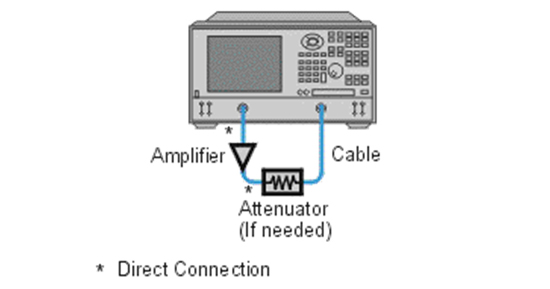 *
Amplifier
Cable
*
Attenuator
(If needed)
* Direct Connection